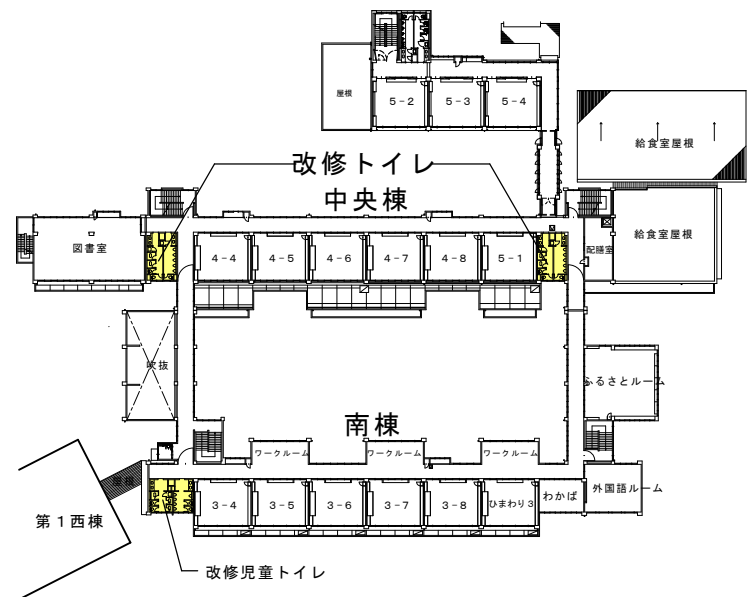 屋根
5-2
5-3
5-4
給食室屋根
改修トイレ
中央棟
図書室
4-4
4-5
4-6
4-7
4-8
5-1
配膳室
給食室屋根
吹抜
ふるさとルーム
南棟
ワークルーム
ワークルーム
ワークルーム
屋根
第1西棟
3-4
3-5
3-6
3-7
3-8
ひまわり3
わかば
外国語ルーム
改修児童トイレ